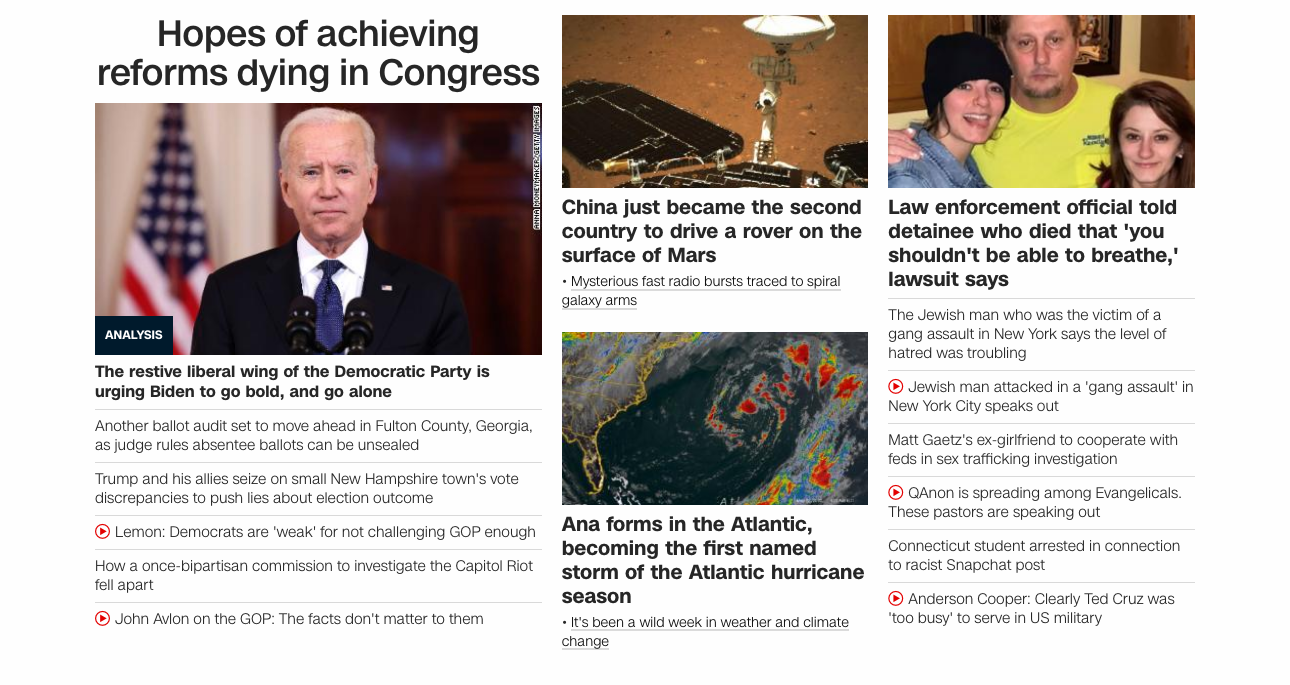 Hopes of achieving
reforms dying in Congress
ANNA MONEYMAKER/GETTY IMAGES
ANALYSIS
The restive liberal wing of the Democratic Party is
urging Biden to go bold, and go alone
Another ballot audit set to move ahead in Fulton County, Georgia,
as judge rules absentee ballots can be unsealed
Trump and his allies seize on small New Hampshire town's vote
discrepancies to push lies about election outcome
Lemon: Democrats are 'weak' for not challenging GOP enough
How a once-bipartisan commission to investigate the Capitol Riot
fell apart
John Avlon on the GOP: The facts don't matter to them
China just became the second
country to drive a rover on the
surface of Mars
• Mysterious fast radio bursts traced to spiral
galaxy arms
Ana forms in the Atlantic,
becoming the first named
storm of the Atlantic hurricane
season
• It's been a wild week in weather and climate
change
Law enforcement official told
detainee who died that 'you
shouldn't be able to breathe,'
lawsuit says
The Jewish man who was the victim of a
gang assault in New York says the level of
hatred was troubling
Jewish man attacked in a 'gang assault' in
New York City speaks out
Matt Gaetz's ex-girlfriend to cooperate with
feds in sex trafficking investigation
QAnon is spreading among Evangelicals.
These pastors are speaking out
Connecticut student arrested in connection
to racist Snapchat post
Anderson Cooper: Clearly Ted Cruz was
'too busy' to serve in US military